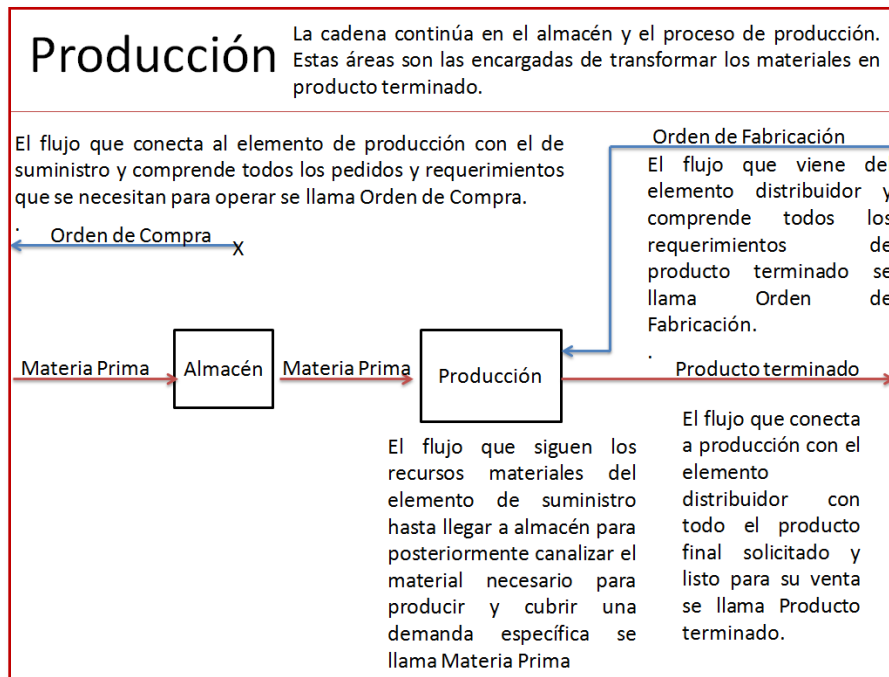 Producción
La cadena continúa en el almacén y el proceso de producción.
Estas áreas son las encargadas de transformar los materiales en
producto terminado.
El flujo que conecta al elemento de producción con el de
suministro y comprende todos los pedidos y requerimientos
que se necesitan para operar se llama Orden de Compra.
.
Orden de Compra
X
Orden de Fabricación
El flujo que viene del
elemento distribuidor y
comprende todos los
requerimientos de
producto terminado se
llama Orden de
Fabricación.
.
Materia Prima
Almacén
Materia Prima
Producción
Producto terminado
El flujo que siguen los
recursos materiales del
elemento de suministro
hasta llegar a almacén para
posteriormente canalizar el
material necesario para
producir y cubrir una
demanda específica se
llama Materia Prima
El flujo que conecta
a producción con el
elemento
distribuidor con
todo el producto
final solicitado y
listo para su venta
se llama Producto
terminado.